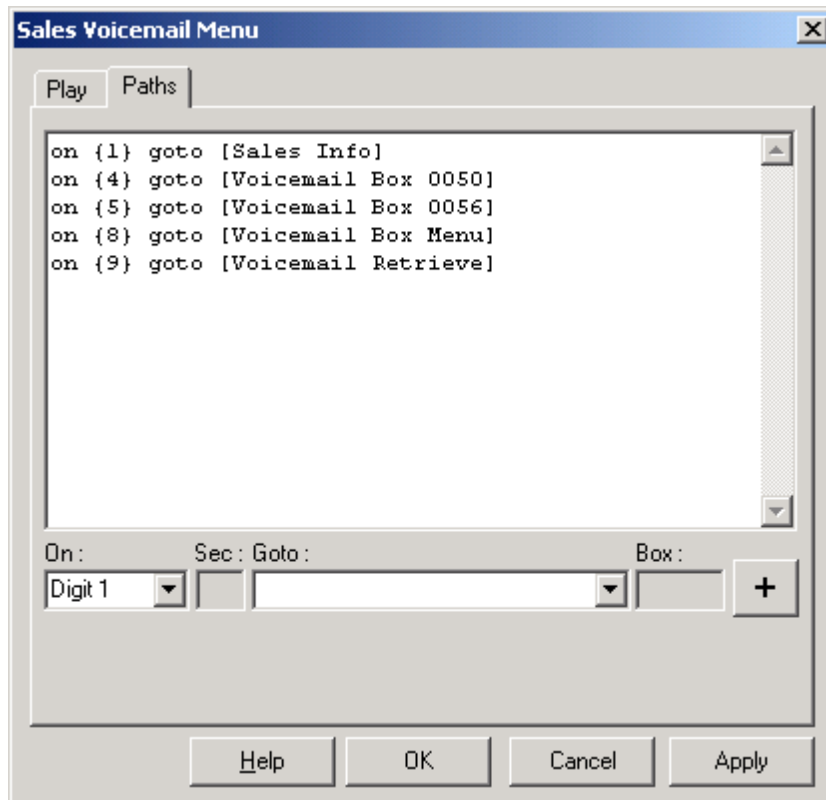 Sales Voicemail Menu
Play Paths
on {1} goto [Sales Info]
on {4} goto [Voicemail Box 0050]
on {5} goto [Voicemail Box 0056]
on {8} goto [Voicemail Box Menu]
on {9} goto [Voicemail Retrieve]
On : Sec : Goto : Box :
Digit 1 +
Help OK Cancel Apply